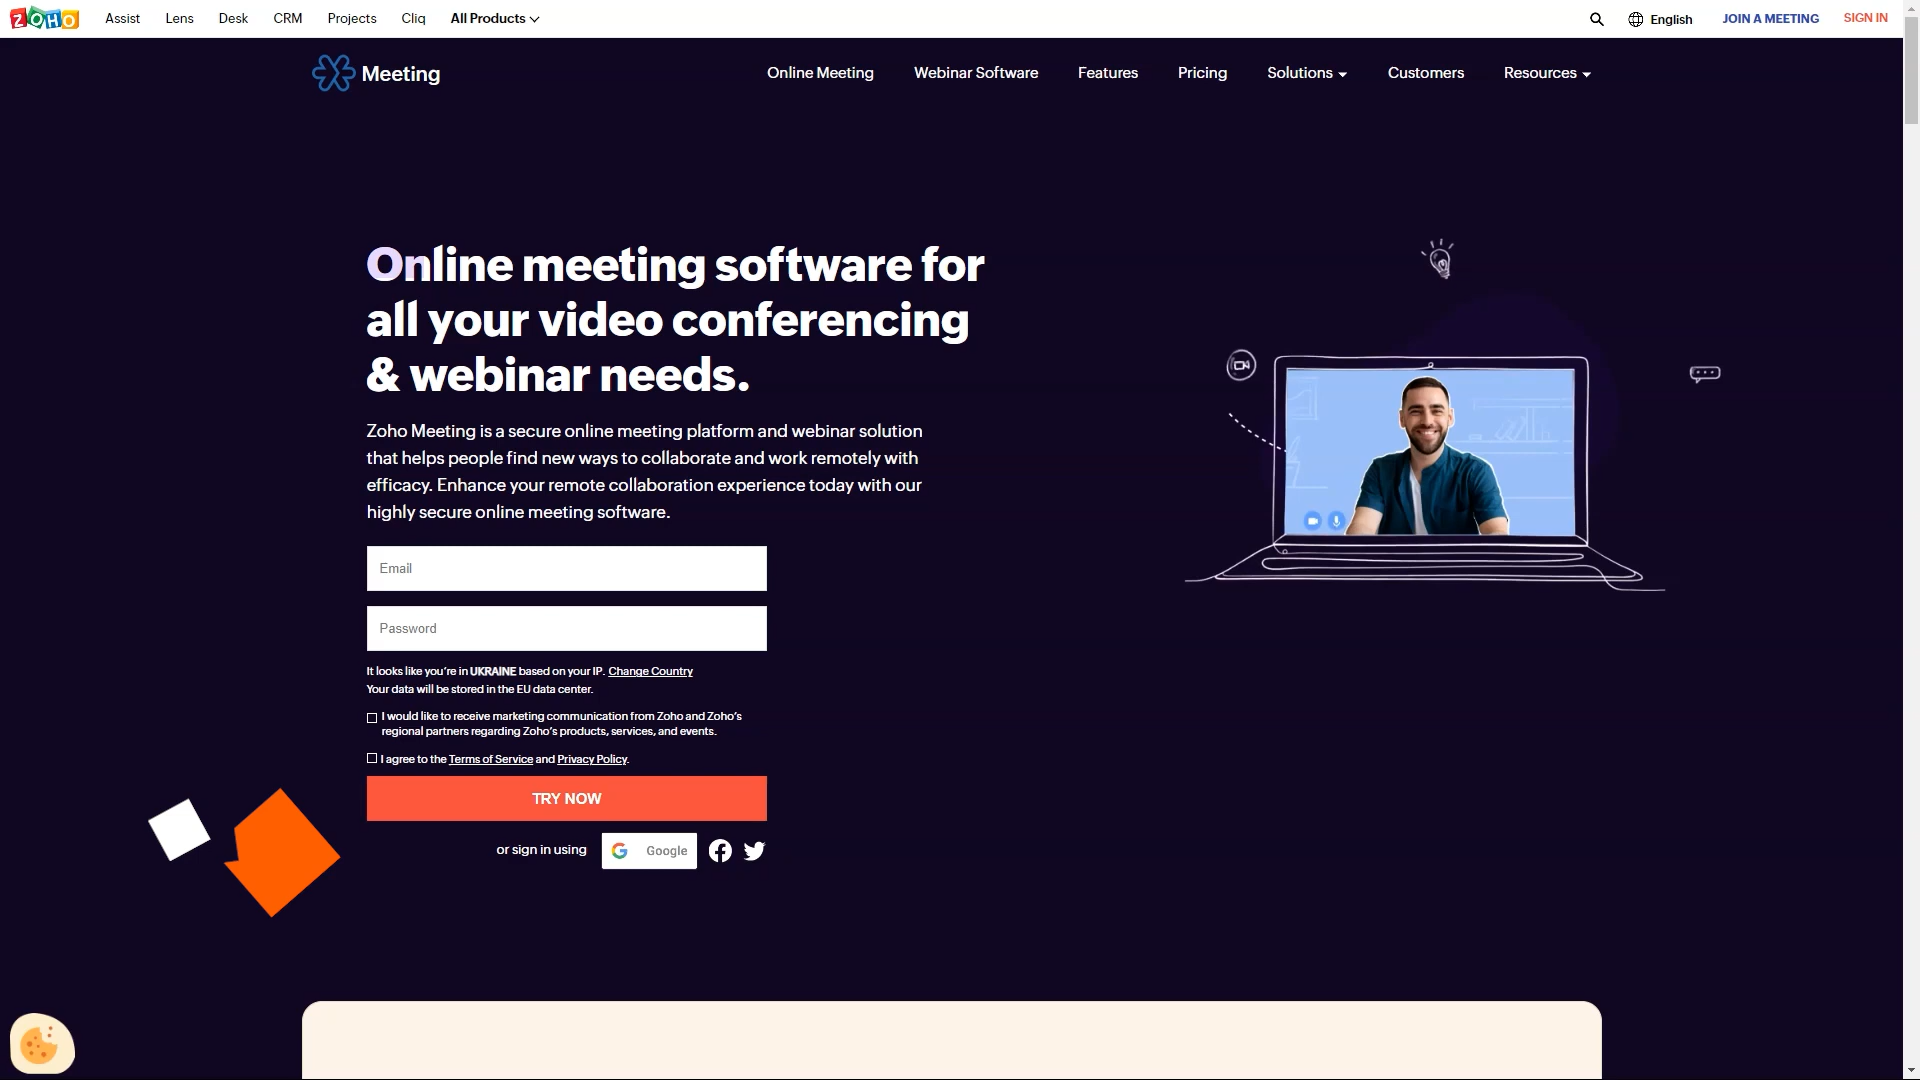 ZOHO Assist Lens Desk CRM Projects Cliq All Products English JOIN A MEETING SIGN IN
Meeting Online Meeting Webinar Software Features Pricing Solutions Customers Resources
Online meeting software for
all your video conferencing
& webinar needs.
Zoho Meeting is a secure online meeting platform and webinar solution
that helps people find new ways to collaborate and work remotely with
efficacy. Enhance your remote collaboration experience today with our
highly secure online meeting software.
Email
Password
It looks like you're in UKRAINE based on your IP. Change Country
Your data will be stored in the EU data center.
I would like to receive marketing communication from Zoho and Zoho's
regional partners regarding Zoho's products, services, and events.
I agree to the Terms of Service and Privacy Policy.
TRY NOW
or sign in using Google